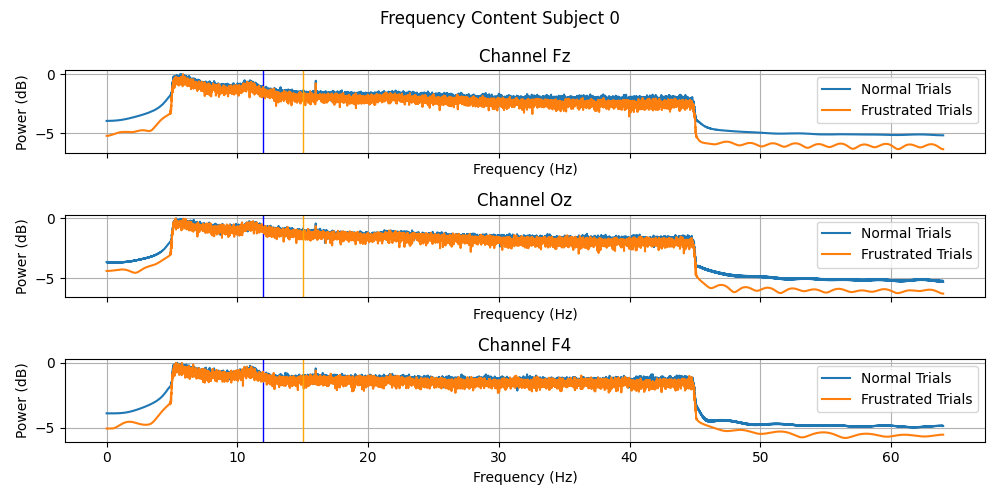 Frequency Content Subject 0
Channel Fz
Power (dB)
0
−5
Normal Trials
Frustrated Trials
Frequency (Hz)
Channel Oz
Power (dB)
0
−5
Normal Trials
Frustrated Trials
Frequency (Hz)
Channel F4
Power (dB)
0
−5
Normal Trials
Frustrated Trials
0 10 20 30 40 50 60
Frequency (Hz)